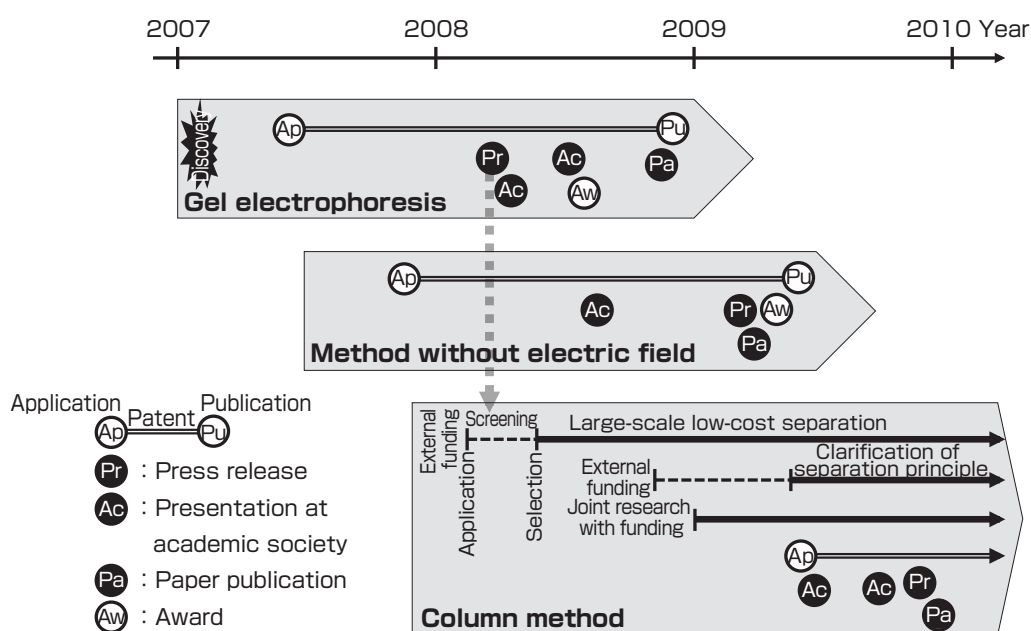 2007 2008 2009 2010 Year
Discovery
Ap Pu
Pr Ac Pa
Ac Aw
Gel electrophoresis
Ap Pu
Ac Pr Aw
Pa
Method without electric field
Application Patent Publication
Ap Pu
Pr : Press release
Ac : Presentation at
academic society
Pa : Paper publication
Aw : Award
External
funding
Application
Screening
Selection
Large-scale low-cost separation
External
funding
Clarification of
separation principle
Joint research
with funding
Ap
Ac Ac Pr
Pa
Column method